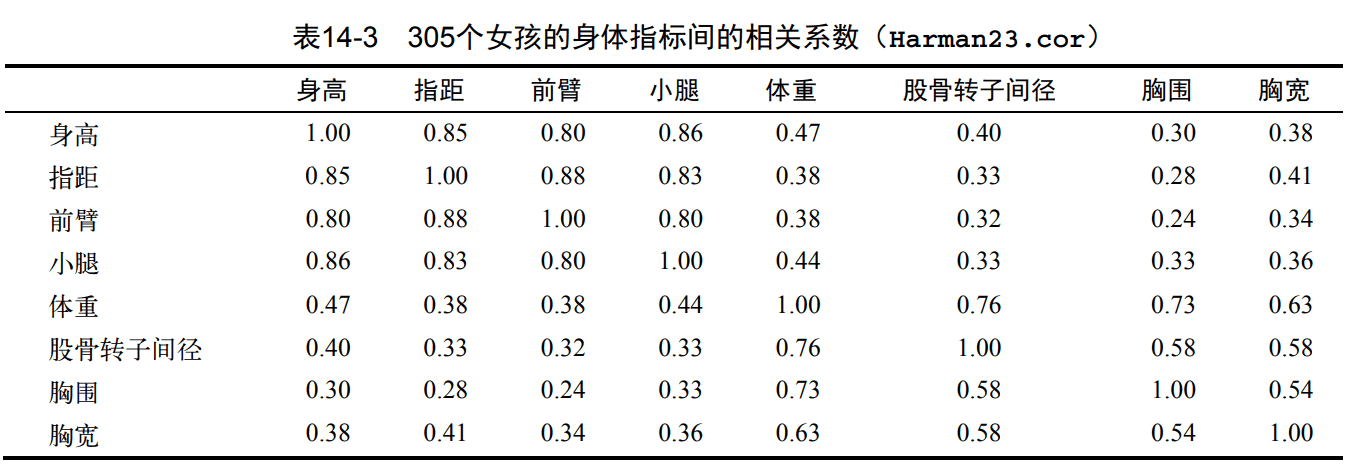 表14-3 305个女孩的身体指标间的相关系数（Harman23.cor）
身高 指距 前臂 小腿 体重 股骨转子间径 胸围 胸宽
身高 1.00 0.85 0.80 0.86 0.47 0.40 0.30 0.38
指距 0.85 1.00 0.88 0.83 0.38 0.33 0.28 0.41
前臂 0.80 0.88 1.00 0.80 0.38 0.32 0.24 0.34
小腿 0.86 0.83 0.80 1.00 0.44 0.33 0.33 0.36
体重 0.47 0.38 0.38 0.44 1.00 0.76 0.73 0.63
股骨转子间径 0.40 0.33 0.32 0.33 0.76 1.00 0.58 0.58
胸围 0.30 0.28 0.24 0.33 0.73 0.58 1.00 0.54
胸宽 0.38 0.41 0.34 0.36 0.63 0.58 0.54 1.00